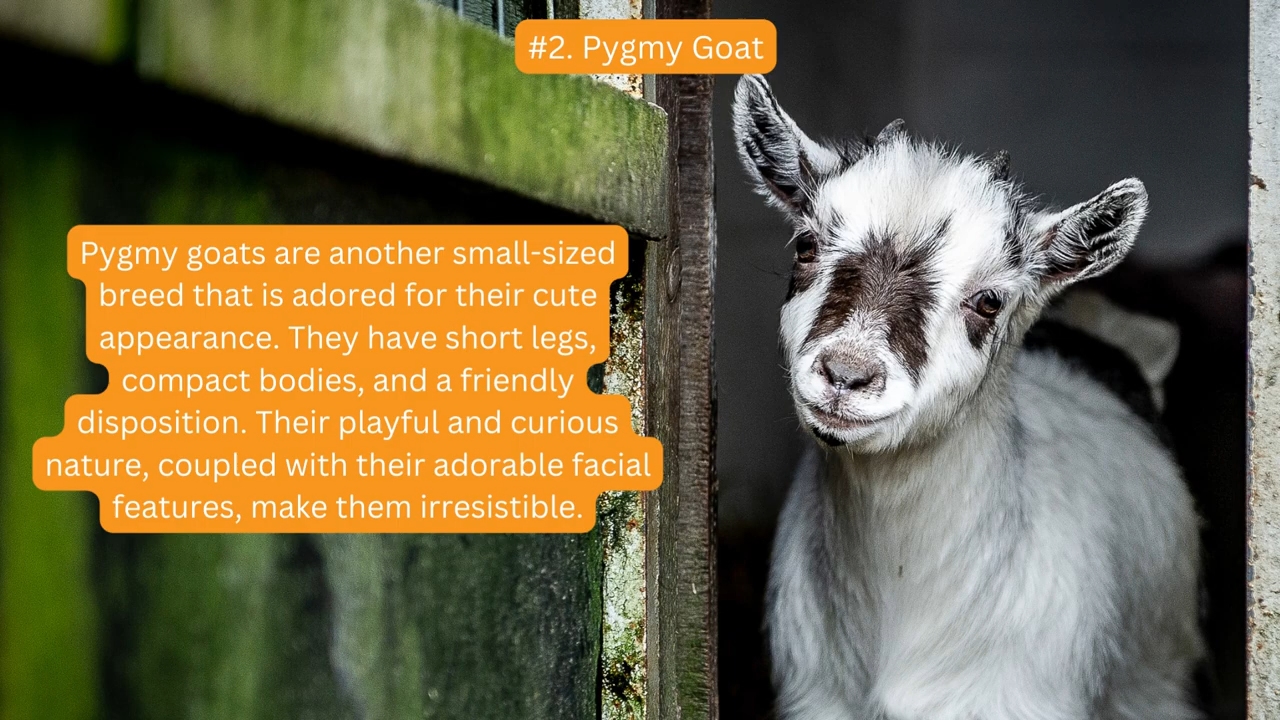 #2. Pygmy Goat
Pygmy goats are another small-sized
breed that is adored for their cute
appearance. They have short legs,
compact bodies, and a friendly
disposition. Their playful and curious
nature, coupled with their adorable facial
features, make them irresistible.